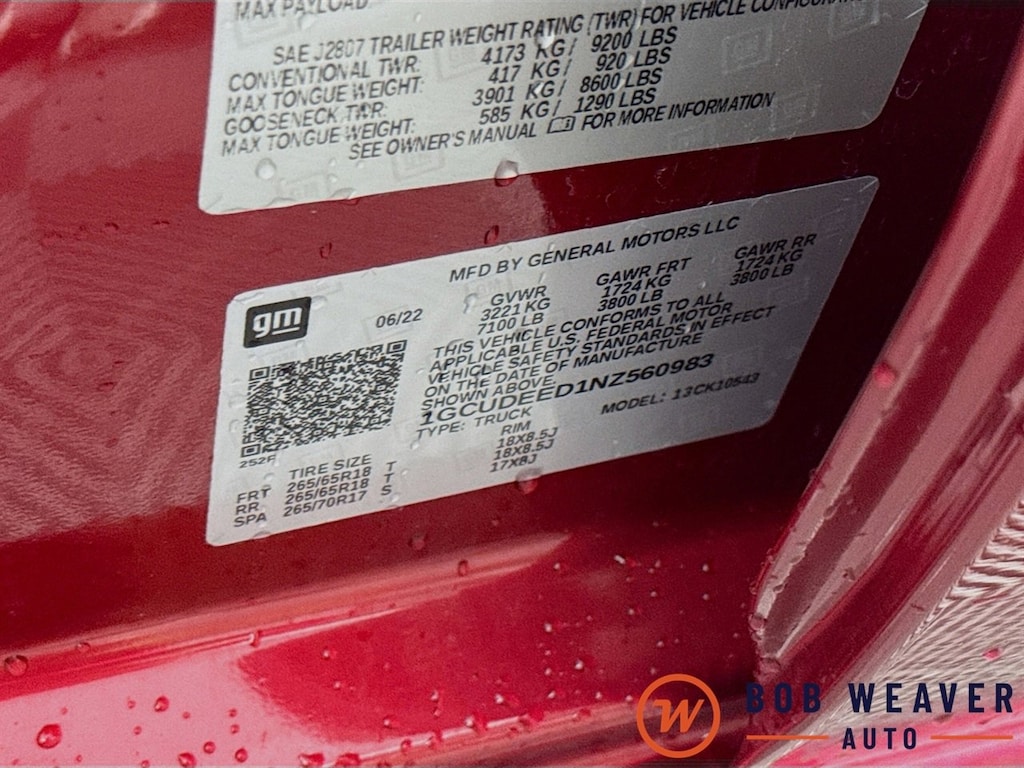 MAX PAYLOAD
SAE J2807 TRAILER WEIGHT RATING (TWR) FOR VEHICLE
CONVENTIONAL TWR: 4173 KG/ 9200 LBS
MAX TONGUE WEIGHT: 417 KG/ 920 LBS
GOOSENECK TWR: 3901 KG/ 8600 LBS
MAX TONGUE WEIGHT: 585 KG/ 1290 LBS
SEE OWNER'S MANUAL FOR MORE INFORMATION
MFD BY GENERAL MOTORS LLC
gm
06/22
GVWR GAWR FRT GAWR RR
3221 KG 1724 KG 1724 KG
7100 LB 3800 LB 3800 LB
THIS VEHICLE CONFORMS TO ALL
APPLICABLE U.S. FEDERAL MOTOR
VEHICLE SAFETY STANDARDS IN EFFECT
ON THE DATE OF MANUFACTURE
SHOWN ABOVE.
1GCUDEED1NZ560983
TYPE: TRUCK MODEL: 13CK10543
252F
TIRE SIZE RIM
FRT 265/65R18 T 18X8.5J
RR 265/65R18 T 18X8.5J
SPA 265/70R17 S 17X8J
W BOB WEAVER
AUTO